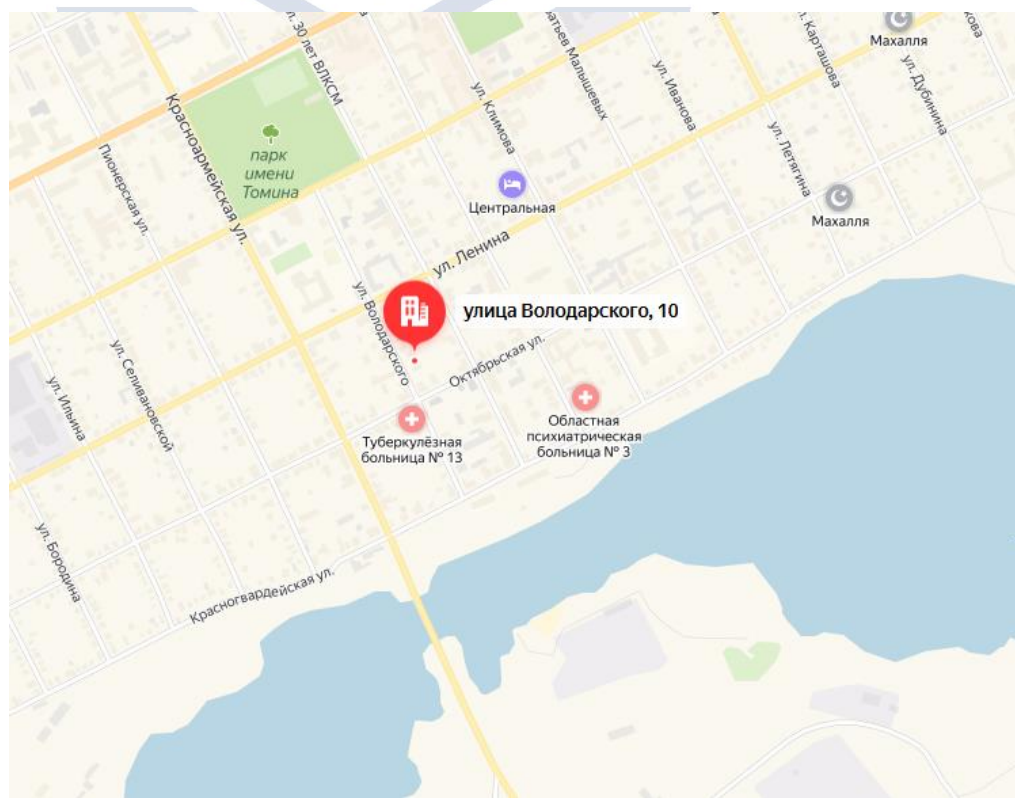 ул. 30 лет ВЛКСМ
ул. Климова
ул. Иванова
ул. Карташова
Махалля
ул. Дубинина
Красноармейская ул.
парк
имени
Томина
Пионерская ул.
Центральная
ул. Летягина
Махалля
ул. Ленина
ул. Володарского
улица Володарского, 10
Октябрьская ул.
ул. Селивановской
ул. Ильина
Туберкулёзная
больница № 13
Областная
психиатрическая
больница № 3
ул. Бородина
Красногвардейская ул.